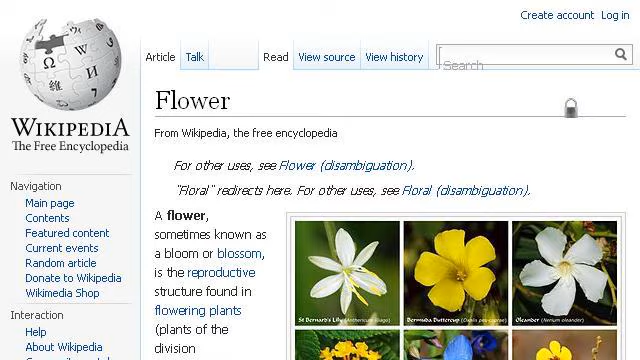 Create account Log in
Article Talk Read View source View history Search
WIKIPEDIA
The Free Encyclopedia
Flower
From Wikipedia, the free encyclopedia
For other uses, see Flower (disambiguation).
"Floral" redirects here. For other uses, see Floral (disambiguation).
Navigation
Main page
Contents
Featured content
Current events
Random article
Donate to Wikipedia
Wikimedia Shop
Interaction
Help
About Wikipedia
A flower,
sometimes known as
a bloom or blossom,
is the reproductive
structure found in
flowering plants
(plants of the
division
St Bernard's Lily
Bermuda Buttercup
Oleander (Nerium oleander)